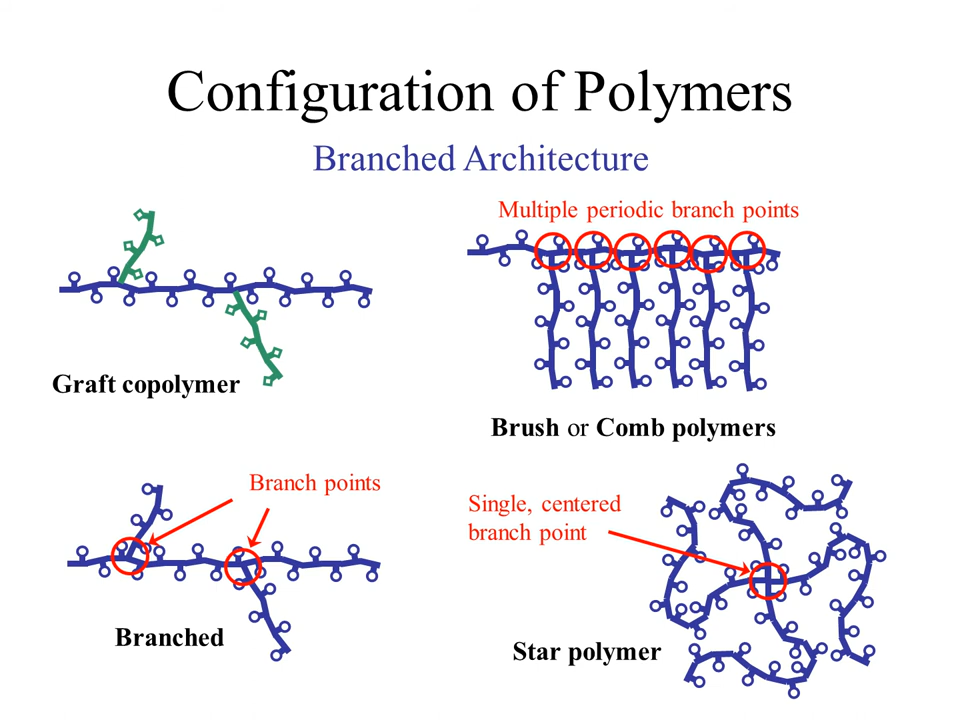 Configuration of Polymers
Branched Architecture
Multiple periodic branch points
Graft copolymer
Brush or Comb polymers
Branch points
Single, centered
branch point
Branched
Star polymer